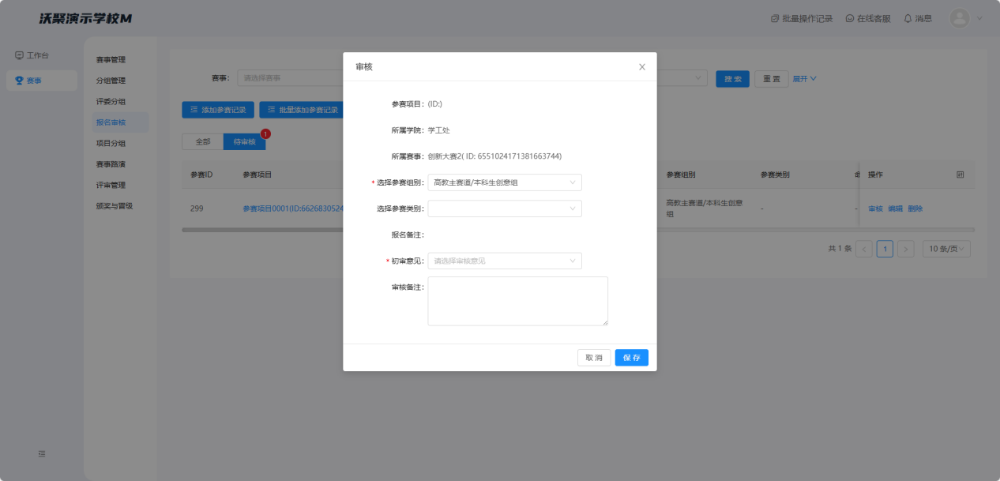 沃聚演示学校M
批量操作记录 在线客服 消息
工作台
赛事
赛事管理
分组管理
评委分组
报名审核
项目分组
赛事路演
评审管理
颁奖与晋级
赛事： 请选择赛事
搜 索 重 置 展开
添加参赛记录 批量添加参赛记录
全部 待审核 1
参赛ID 参赛项目 参赛组别 参赛类别 操作
299 参赛项目0001(ID:6626830524 高教主赛道/本科生创意组 - - 审核 编辑 删除
共 1 条 1 10 条/页
审核
参赛项目： (ID:)
所属学院： 学工处
所属赛事： 创新大赛2( ID: 6551024171381663744)
* 选择参赛组别： 高教主赛道/本科生创意组
选择参赛类别：
报名备注：
* 初审意见： 请选择审核意见
审核备注：
取 消 保 存